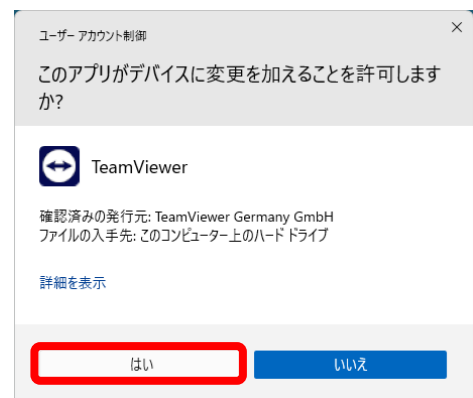 ユーザー アカウント制御
このアプリがデバイスに変更を加えることを許可します
か?
TeamViewer
確認済みの発行元: TeamViewer Germany GmbH
ファイルの入手先: このコンピューター上のハード ドライブ
詳細を表示
はい
いいえ